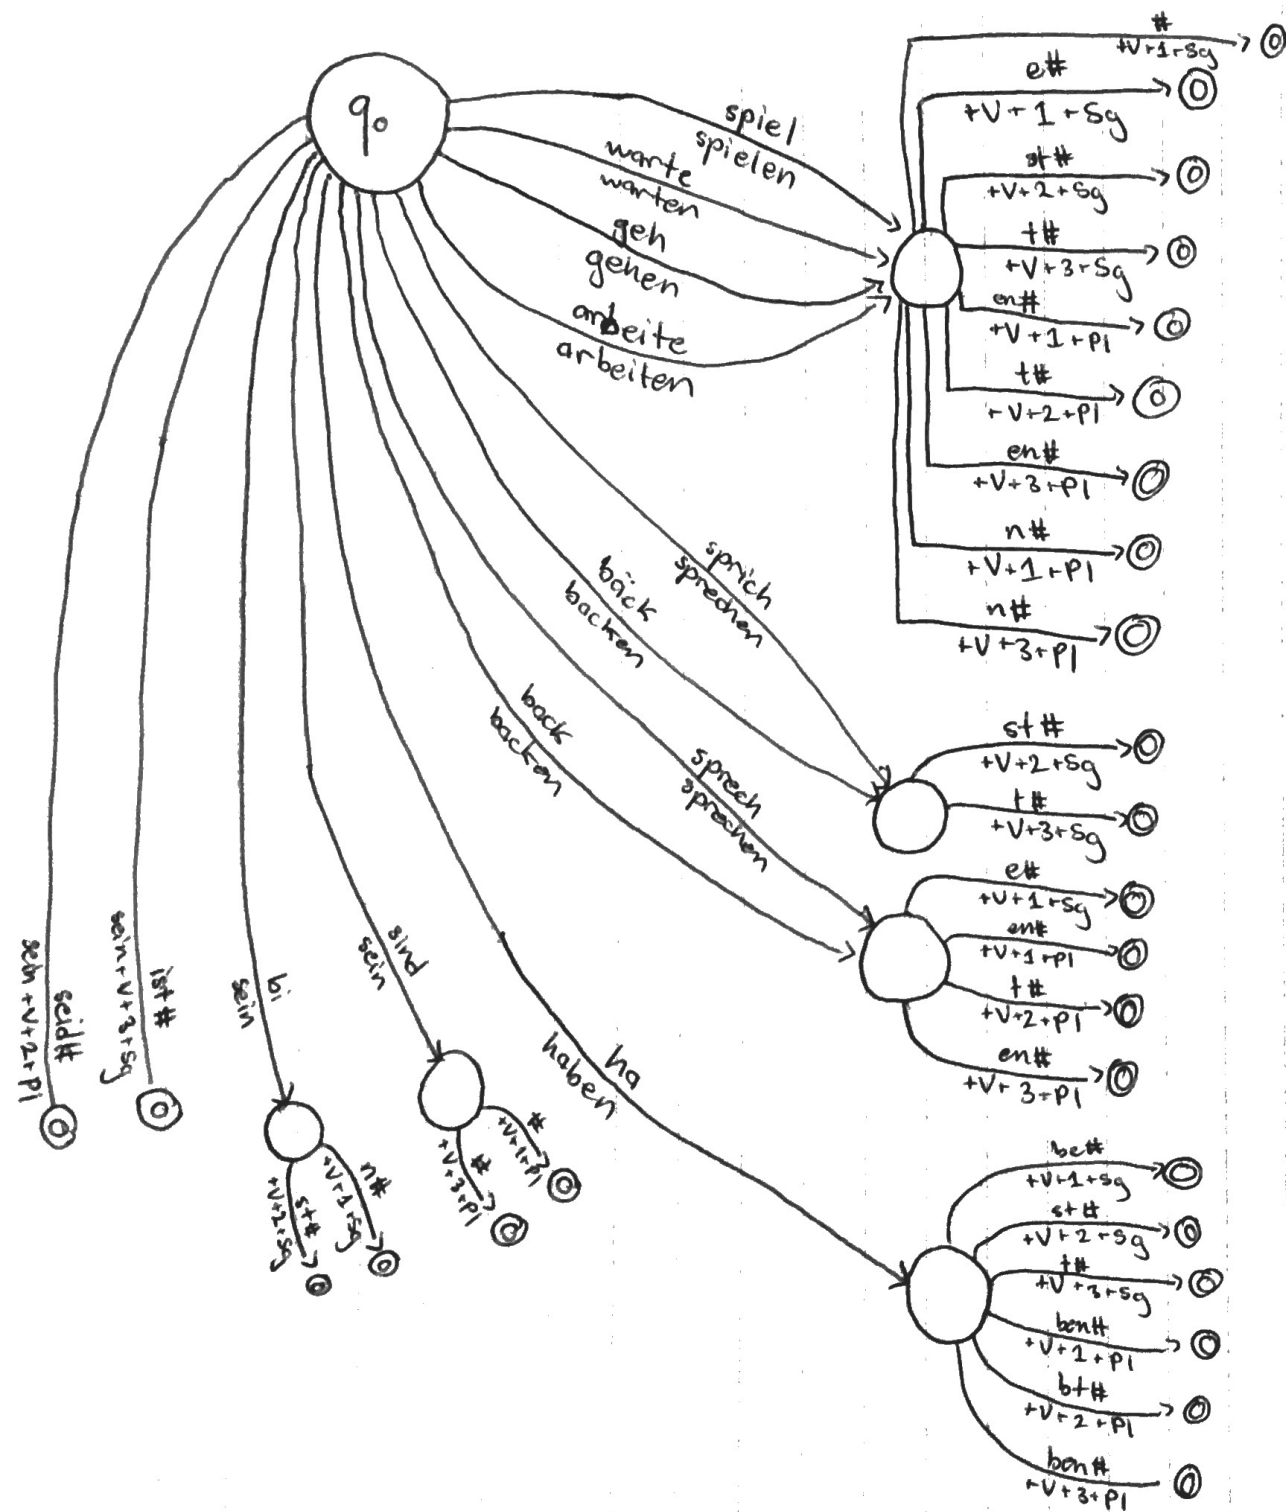 q₀
spiel
spielen
warte
warten
geh
gehen
arbeite
arbeiten
#
+V+1+Sg
e#
+V+1+Sg
st#
+V+2+Sg
t#
+V+3+Sg
en#
+V+1+Pl
t#
+V+2+Pl
en#
+V+3+Pl
n#
+V+1+Pl
n#
+V+3+Pl
sprich
sprechen
bäck
backen
st#
+V+2+Sg
t#
+V+3+Sg
sprech
sprechen
back
backen
e#
+V+1+Sg
en#
+V+1+Pl
t#
+V+2+Pl
en#
+V+3+Pl
seid#
sein+V+2+Pl
ist#
sein+V+3+Sg
bi
sein
n#
+V+1+Sg
st#
+V+2+Sg
sind
sein
#
+V+1+Pl
#
+V+3+Pl
ha
haben
be#
+V+1+Sg
st#
+V+2+Sg
t#
+V+3+Sg
ben#
+V+1+Pl
bt#
+V+2+Pl
ben#
+V+3+Pl